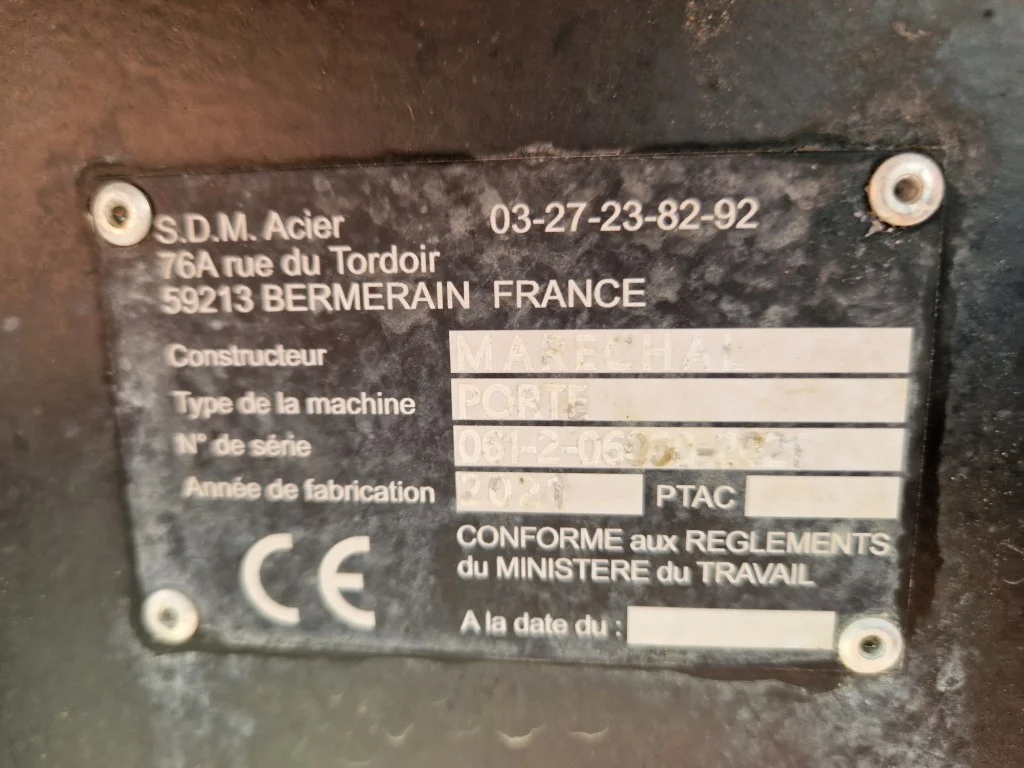 S.D.M. Acier 03-27-23-82-92
76A rue du Tordoir
59213 BERMERAIN FRANCE
Constructeur MARECHAL
Type de la machine PORTE
N° de série
Année de fabrication 2021 PTAC
CONFORME aux REGLEMENTS
du MINISTERE du TRAVAIL
A la date du :
CE